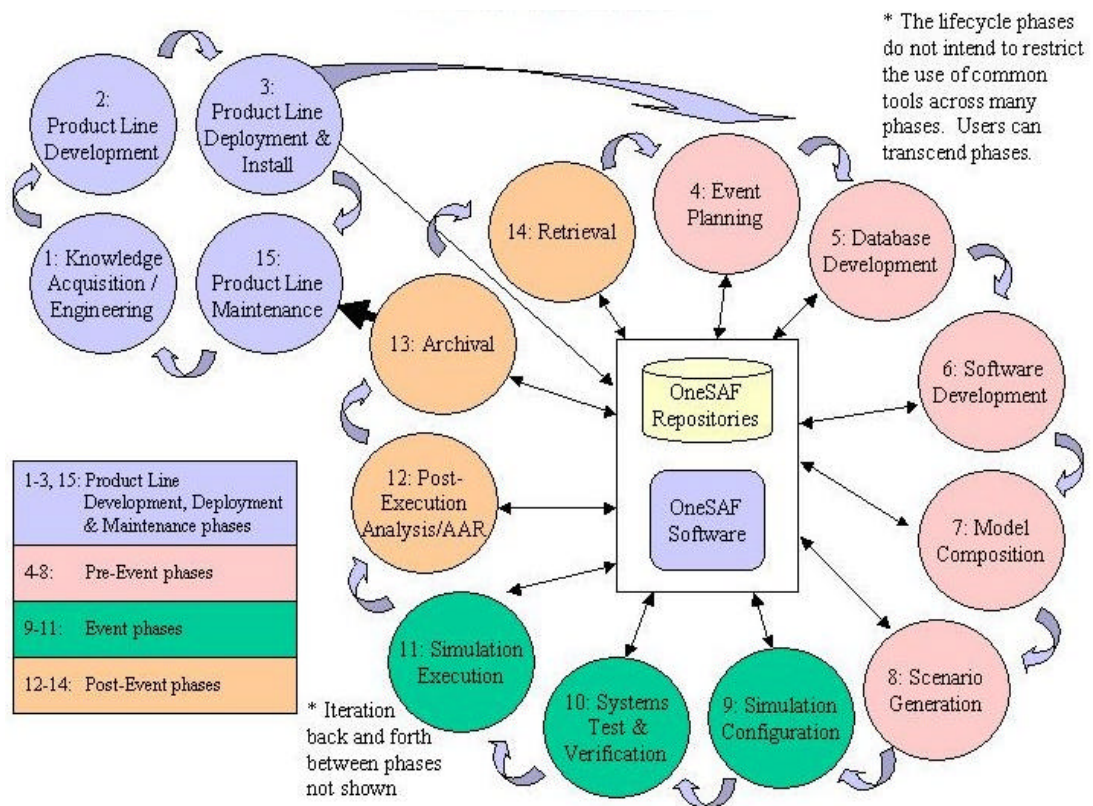 2:
Product Line
Development
3:
Product Line
Deployment &
Install
1: Knowledge
Acquisition /
Engineering
15:
Product Line
Maintenance
* The lifecycle phases
do not intend to restrict
the use of common
tools across many
phases. Users can
transcend phases.
4: Event
Planning
5: Database
Development
6: Software
Development
7: Model
Composition
8: Scenario
Generation
9: Simulation
Configuration
10: Systems
Test &
Verification
11: Simulation
Execution
12: Post-
Execution
Analysis/AAR
13: Archival
14: Retrieval
OneSAF
Repositories
OneSAF
Software
1-3, 15: Product Line
Development, Deployment
& Maintenance phases
4-8: Pre-Event phases
9-11: Event phases
12-14: Post-Event phases
* Iteration
back and forth
between phases
not shown